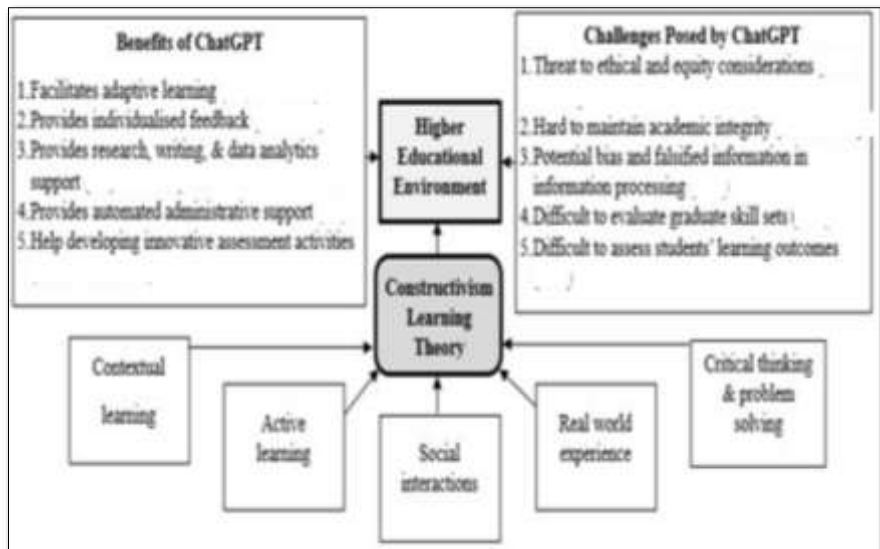 Benefits of ChatGPT
1.Facilitates adaptive learning
2.Provides individualised feedback
3.Provides research, writing, & data analytics
support
4.Provides automated administrative support
5.Help developing innovative assessment activities
Higher
Educational
Environment
Challenges Posed by ChatGPT
1.Threat to ethical and equity considerations
2.Hard to maintain academic integrity
3.Potential bias and falsified information in
information processing
4.Difficult to evaluate graduate skill sets
5.Difficult to assess students' learning outcomes
Constructivism
Learning
Theory
Contextual
learning
Active
learning
Social
interactions
Real world
experience
Critical thinking
& problem
solving